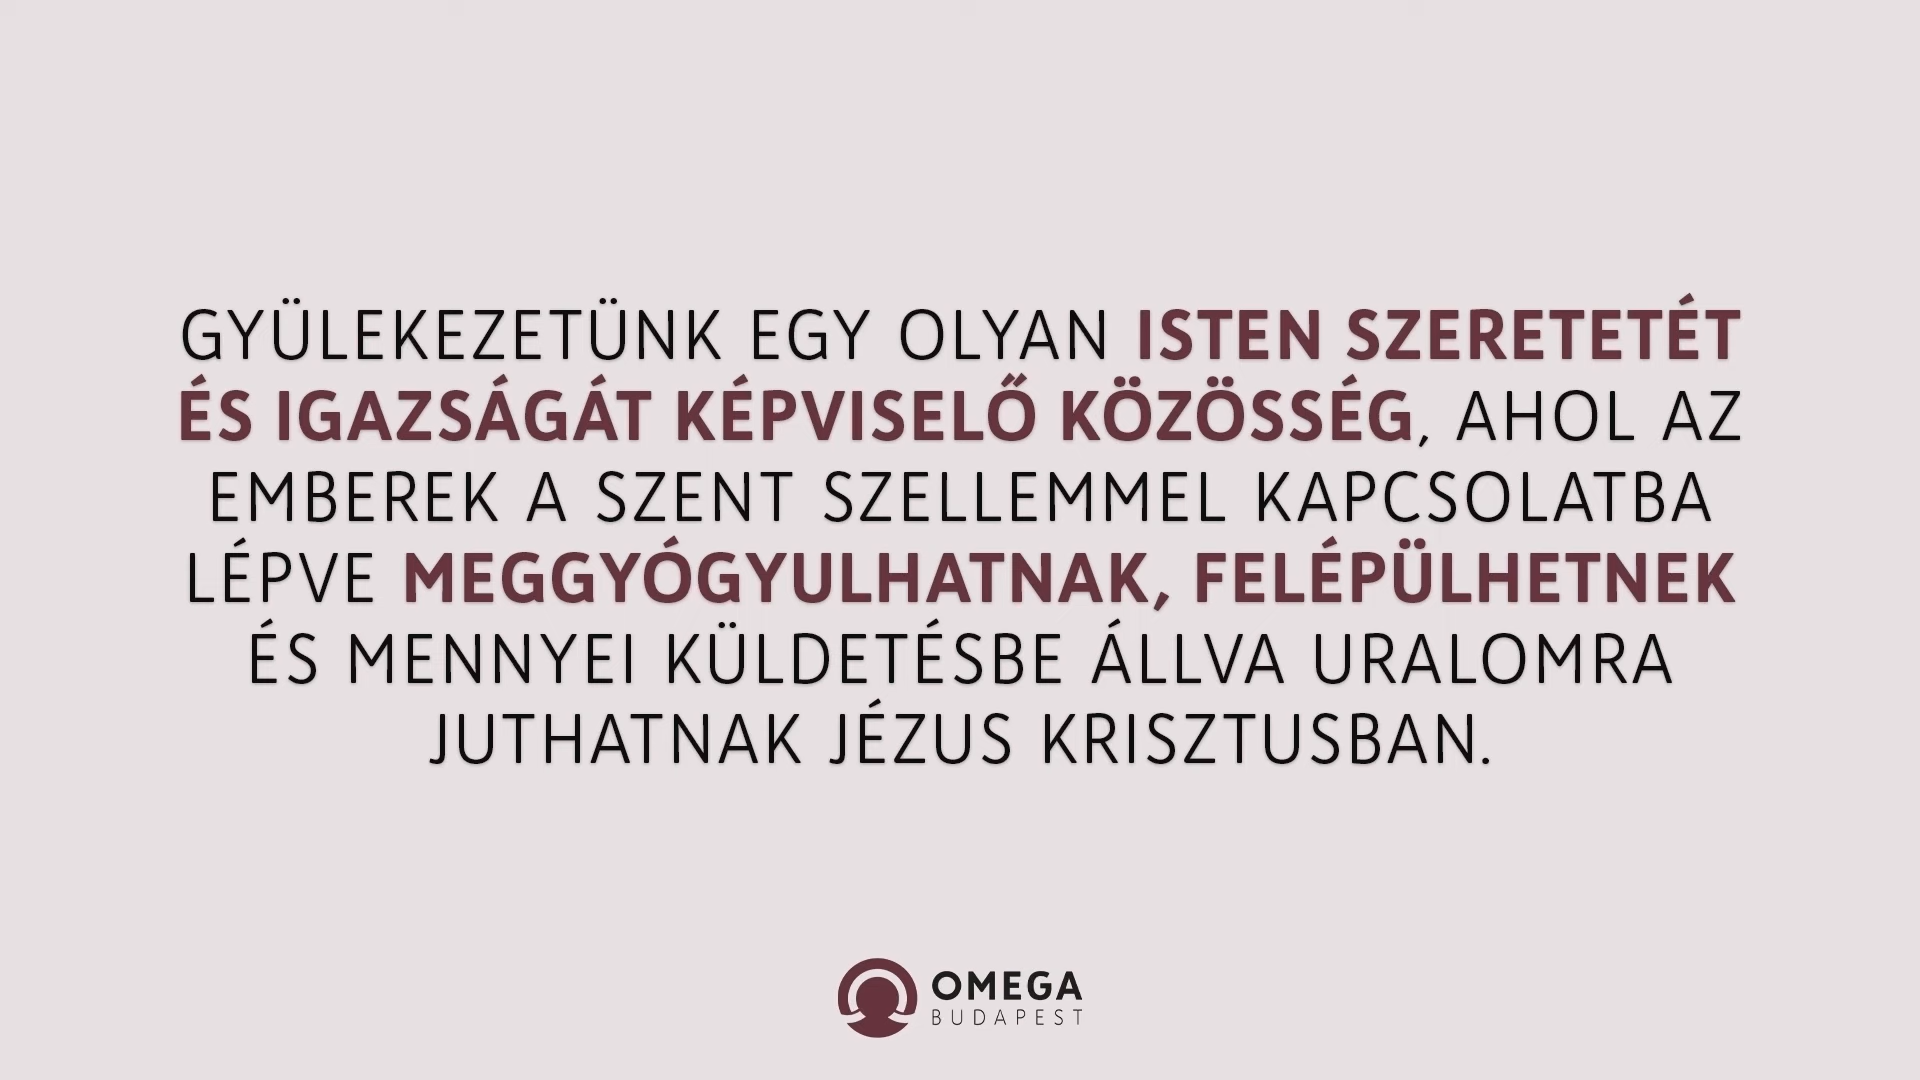 GYÜLEKEZETÜNK EGY OLYAN ISTEN SZERETETÉT
ÉS IGAZSÁGÁT KÉPVISELŐ KÖZÖSSÉG, AHOL AZ
EMBEREK A SZENT SZELLEMMEL KAPCSOLATBA
LÉPVE MEGGYÓGYULHATNAK, FELÉPÜLHETNEK
ÉS MENNYEI KÜLDETÉSBE ÁLLVA URALOMRA
JUTHATNAK JÉZUS KRISZTUSBAN.
OMEGA
BUDAPEST